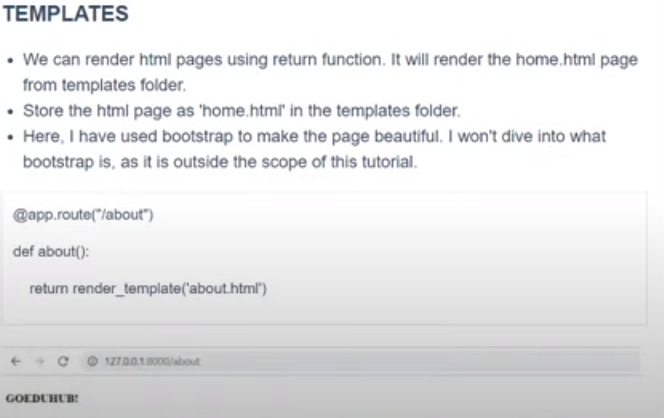 TEMPLATES
• We can render html pages using return function. It will render the home.html page
from templates folder.
• Store the html page as 'home.html' in the templates folder.
• Here, I have used bootstrap to make the page beautiful. I won't dive into what
bootstrap is, as it is outside the scope of this tutorial.
@app.route("/about")
def about():
return render_template('about.html')
127.0.0.1:8000/about
GOEDUHUB!